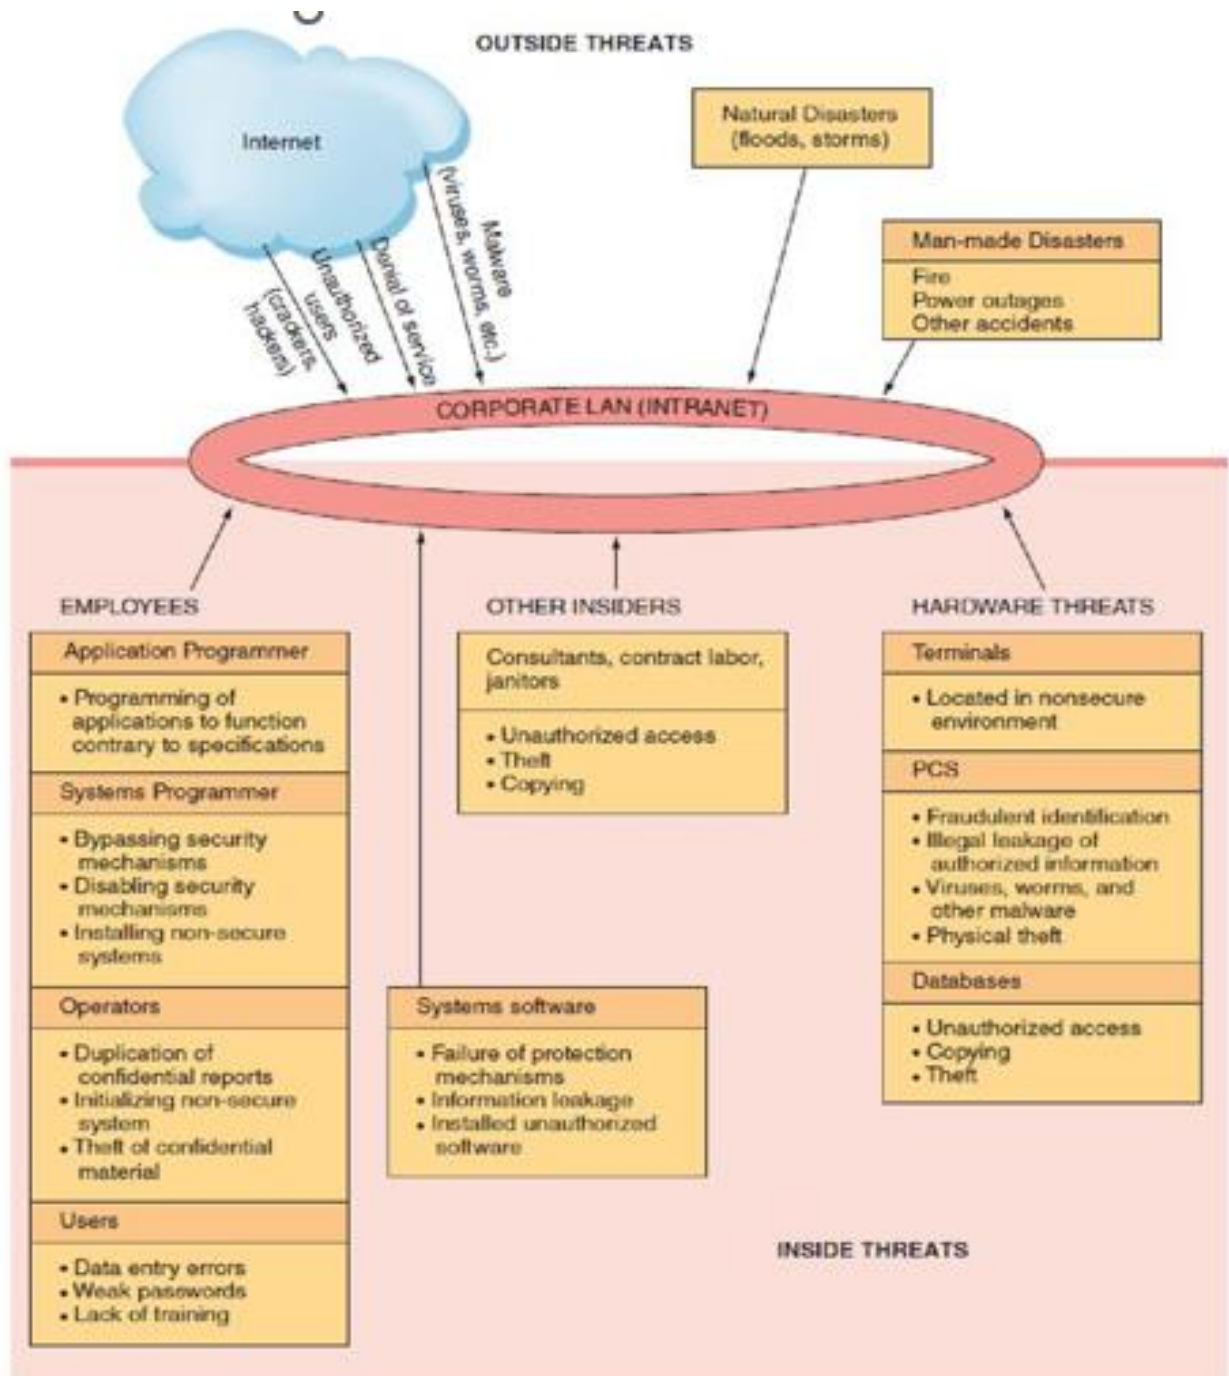 OUTSIDE THREATS
Internet
Natural Disasters
(floods, storms)
Man-made Disasters
Fire
Power outages
Other accidents
Malware
(viruses, worms, etc.)
Denial of service
Unauthorized
users
(crackers,
hackers)
CORPORATE LAN (INTRANET)
EMPLOYEES
Application Programmer
• Programming of
applications to function
contrary to specifications
Systems Programmer
• Bypassing security
mechanisms
• Disabling security
mechanisms
• Installing non-secure
systems
Operators
• Duplication of
confidential reports
• Initializing non-secure
system
• Theft of confidential
material
Users
• Data entry errors
• Weak passwords
• Lack of training
OTHER INSIDERS
Consultants, contract labor,
janitors
• Unauthorized access
• Theft
• Copying
Systems software
• Failure of protection
mechanisms
• Information leakage
• Installed unauthorized
software
HARDWARE THREATS
Terminals
• Located in nonsecure
environment
PCS
• Fraudulent identification
• Illegal leakage of
authorized information
• Viruses, worms, and
other malware
• Physical theft
Databases
• Unauthorized access
• Copying
• Theft
INSIDE THREATS